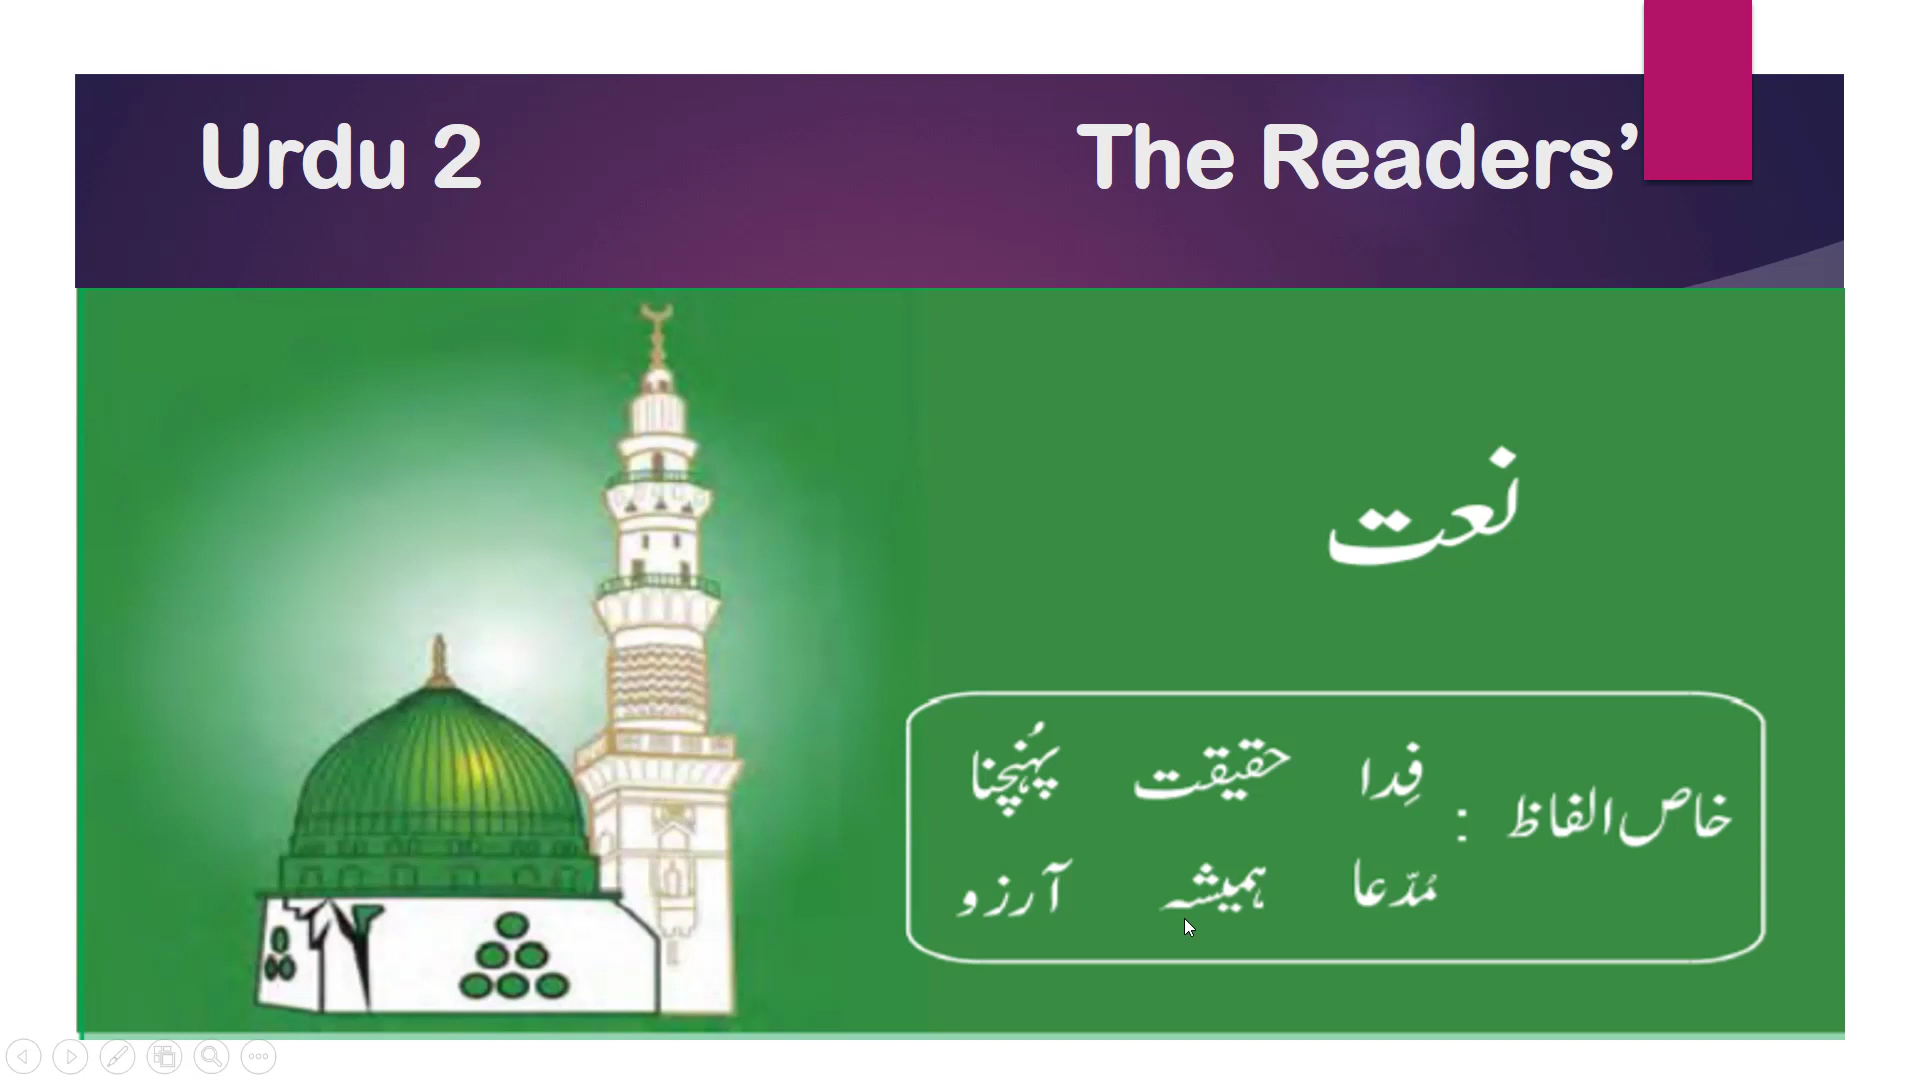 Urdu 2 The Readers’
نعت
خاص الفاظ : فِدا حقیقت پہُنچنا
مُدّعا ہمیشہ آرزو